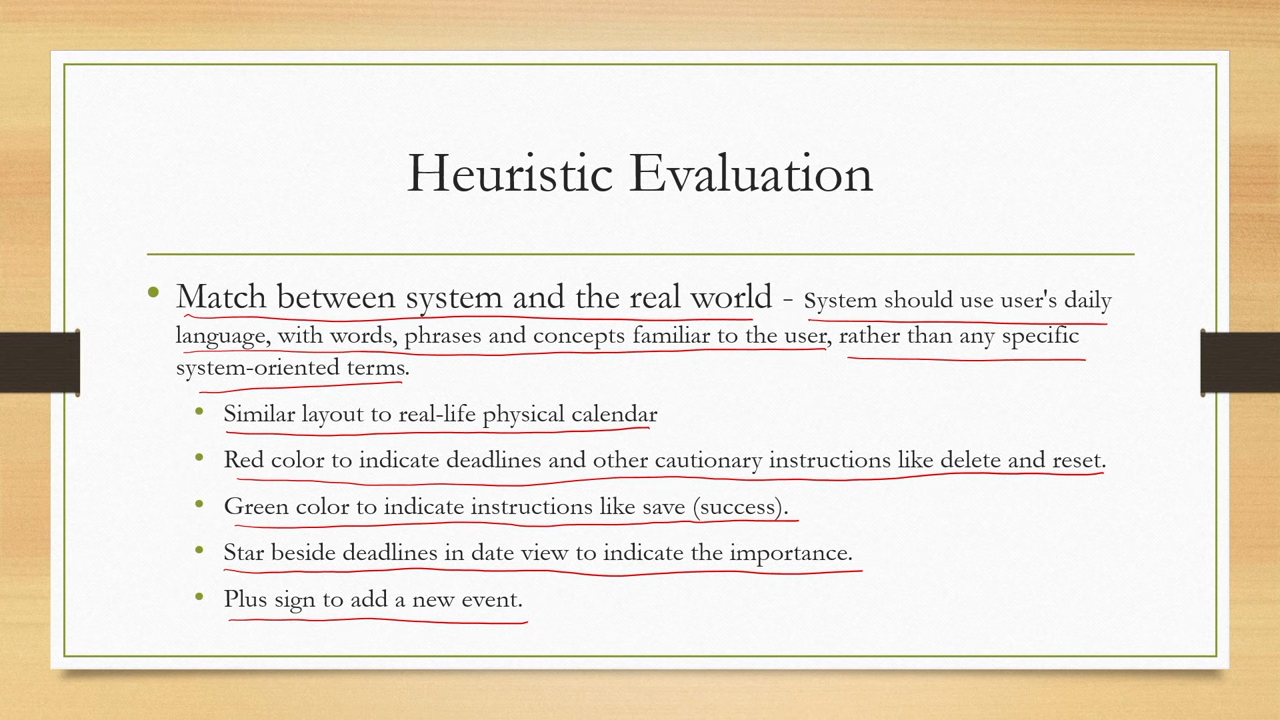 Heuristic Evaluation
• Match between system and the real world - system should use user's daily
language, with words, phrases and concepts familiar to the user, rather than any specific
system-oriented terms.
• Similar layout to real-life physical calendar
• Red color to indicate deadlines and other cautionary instructions like delete and reset.
• Green color to indicate instructions like save (success).
• Star beside deadlines in date view to indicate the importance.
• Plus sign to add a new event.